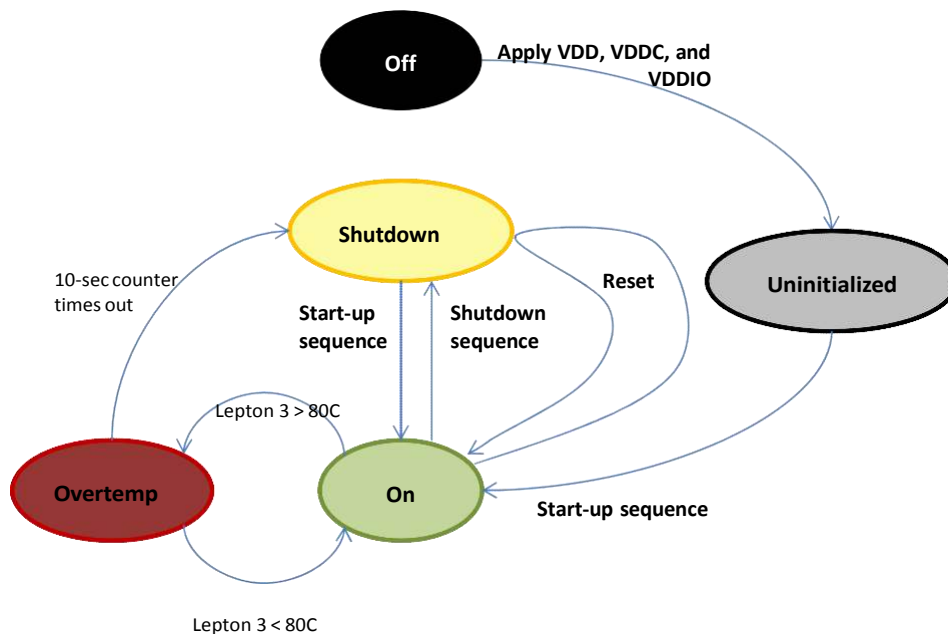 Off
Apply VDD, VDDC, and
VDDIO
Shutdown
10-sec counter
times out
Reset
Uninitialized
Start-up
sequence
Shutdown
sequence
Lepton 3 > 80C
Overtemp
On
Start-up sequence
Lepton 3 < 80C